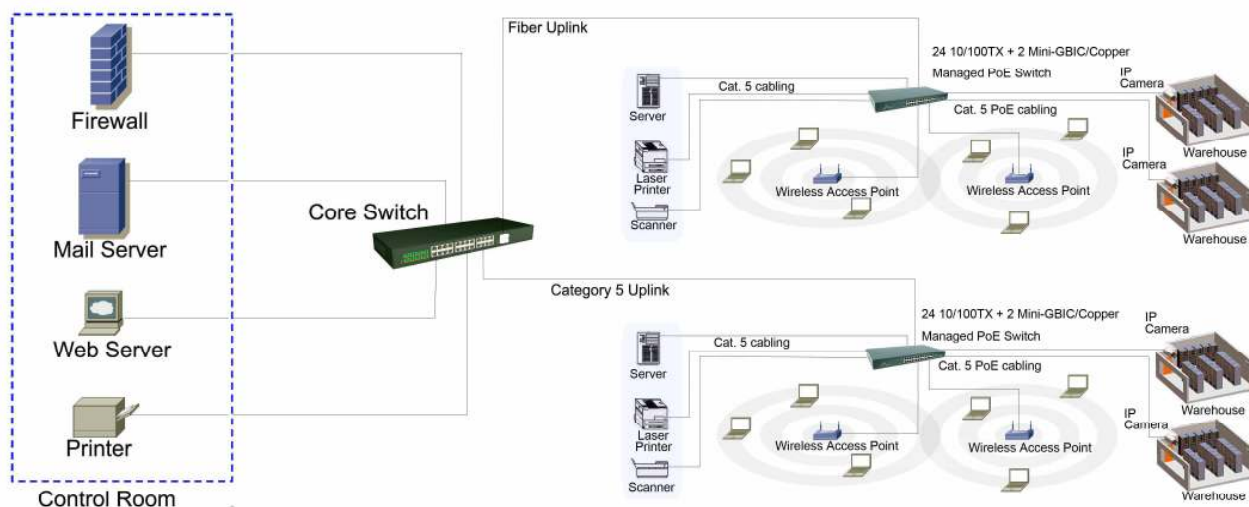 Firewall
Mail Server
Web Server
Printer
Control Room
Core Switch
Fiber Uplink
24 10/100TX + 2 Mini-GBIC/Copper
Managed PoE Switch
Server
Cat. 5 cabling
Cat. 5 PoE cabling
Laser
Printer
Scanner
Wireless Access Point
Wireless Access Point
IP
Camera
Warehouse
IP
Camera
Warehouse
Category 5 Uplink
24 10/100TX + 2 Mini-GBIC/Copper
Managed PoE Switch
Server
Cat. 5 cabling
Cat. 5 PoE cabling
Laser
Printer
Scanner
Wireless Access Point
Wireless Access Point
IP
Camera
Warehouse
IP
Camera
Warehouse